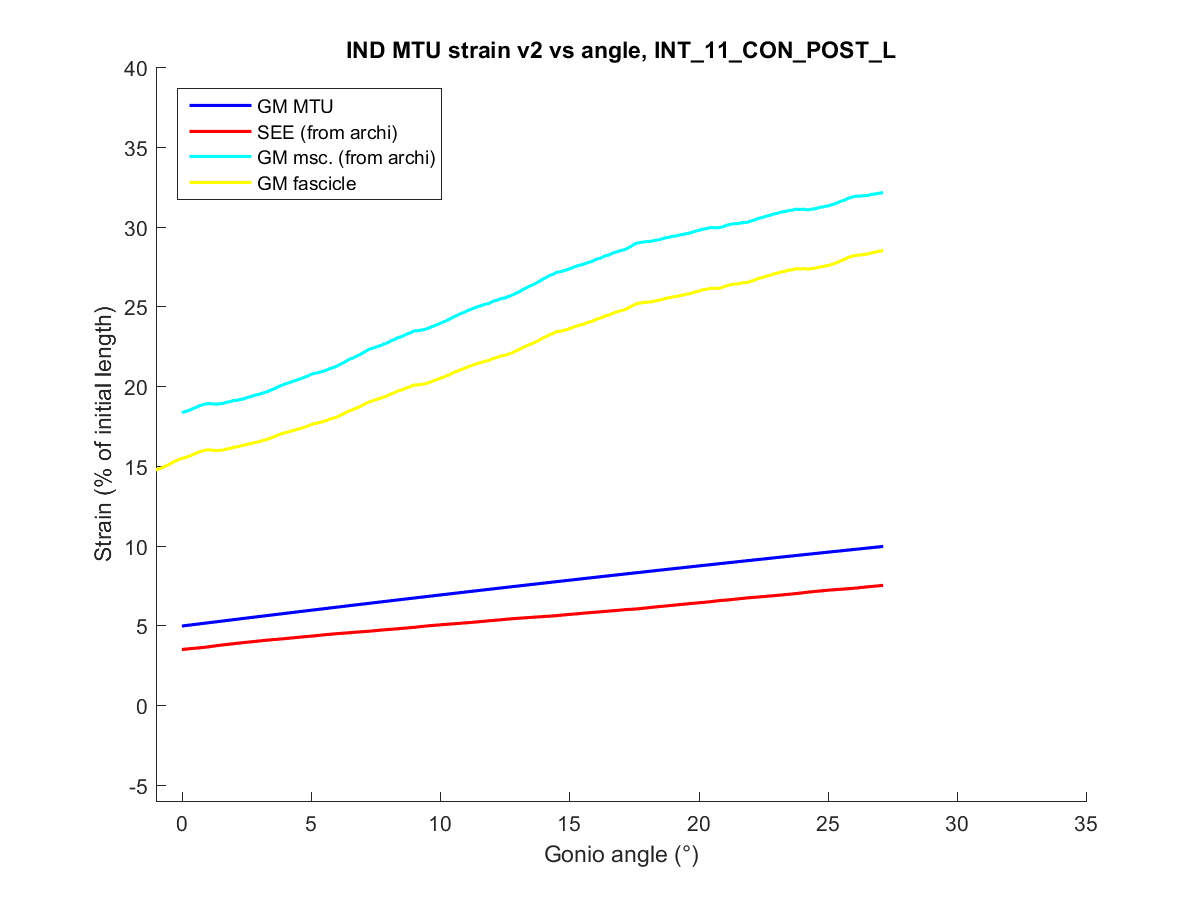 IND MTU strain v2 vs angle, INT_11_CON_POST_L
40
35
30
25
20
15
10
5
0
-5
Strain (% of initial length)
GM MTU
SEE (from archi)
GM msc. (from archi)
GM fascicle
0 5 10 15 20 25 30 35
Gonio angle (°)